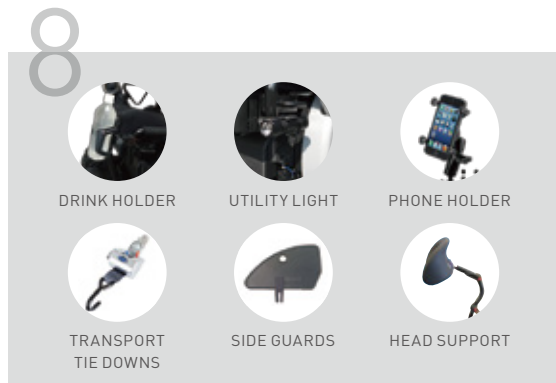 8
DRINK HOLDER
UTILITY LIGHT
PHONE HOLDER
TRANSPORT
TIE DOWNS
SIDE GUARDS
HEAD SUPPORT